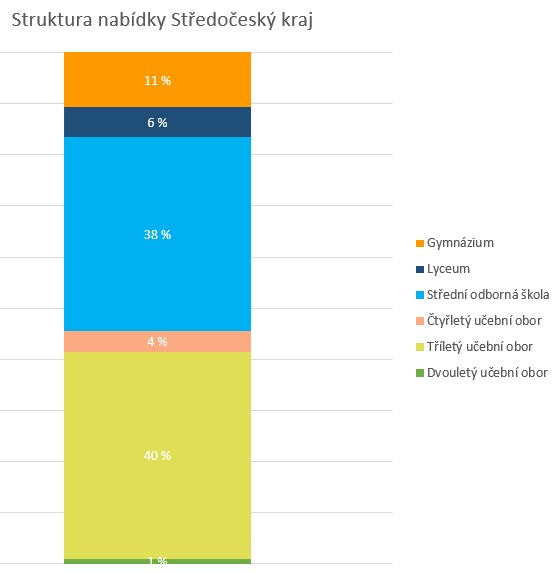 Struktura nabídky Středočeský kraj
11 %
6 %
38 %
4 %
40 %
1 %
Gymnázium
Lyceum
Střední odborná škola
Čtyřletý učební obor
Tříletý učební obor
Dvouletý učební obor